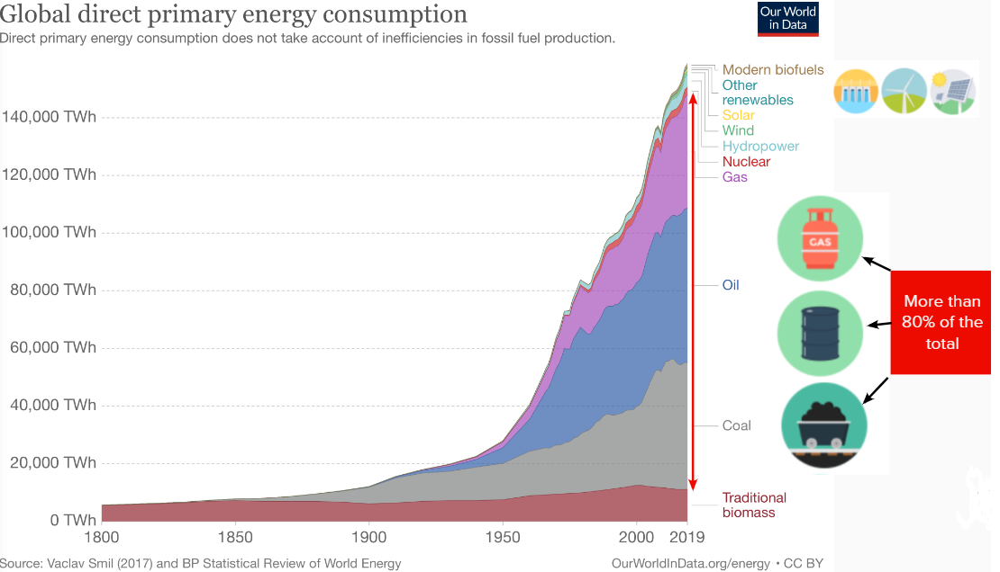 Global direct primary energy consumption
Direct primary energy consumption does not take account of inefficiencies in fossil fuel production.
Our World
in Data
140,000 TWh
120,000 TWh
100,000 TWh
80,000 TWh
60,000 TWh
40,000 TWh
20,000 TWh
0 TWh
1800
1850
1900
1950
2000
2019
Modern biofuels
Other
renewables
Solar
Wind
Hydropower
Nuclear
Gas
Oil
Coal
Traditional
biomass
GAS
More than
80% of the
total
Source: Vaclav Smil (2017) and BP Statistical Review of World Energy
OurWorldInData.org/energy • CC BY